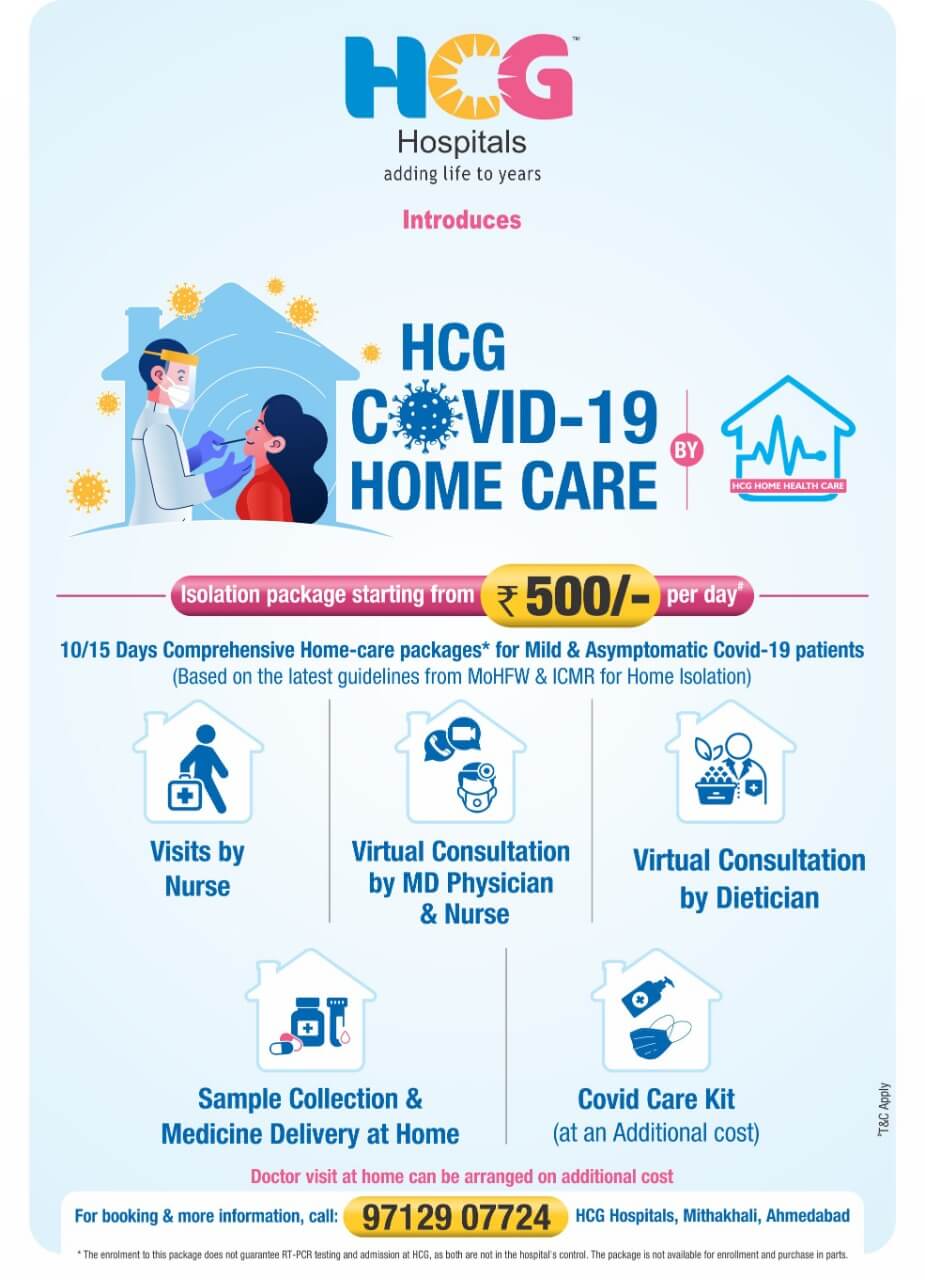 HCG™
Hospitals
adding life to years
Introduces
HCG
COVID-19
HOME CARE
BY
HCG HOME HEALTH CARE
Isolation package starting from ₹ 500/- per day#
10/15 Days Comprehensive Home-care packages* for Mild & Asymptomatic Covid-19 patients
(Based on the latest guidelines from MoHFW & ICMR for Home Isolation)
Visits by
Nurse
Virtual Consultation
by MD Physician
& Nurse
Virtual Consultation
by Dietician
Sample Collection &
Medicine Delivery at Home
Covid Care Kit
(at an Additional cost)
#T&C Apply
Doctor visit at home can be arranged on additional cost
For booking & more information, call: 97129 07724 HCG Hospitals, Mithakhali, Ahmedabad
* The enrolment to this package does not guarantee RT-PCR testing and admission at HCG, as both are not in the hospital's control. The package is not available for enrollment and purchase in parts.